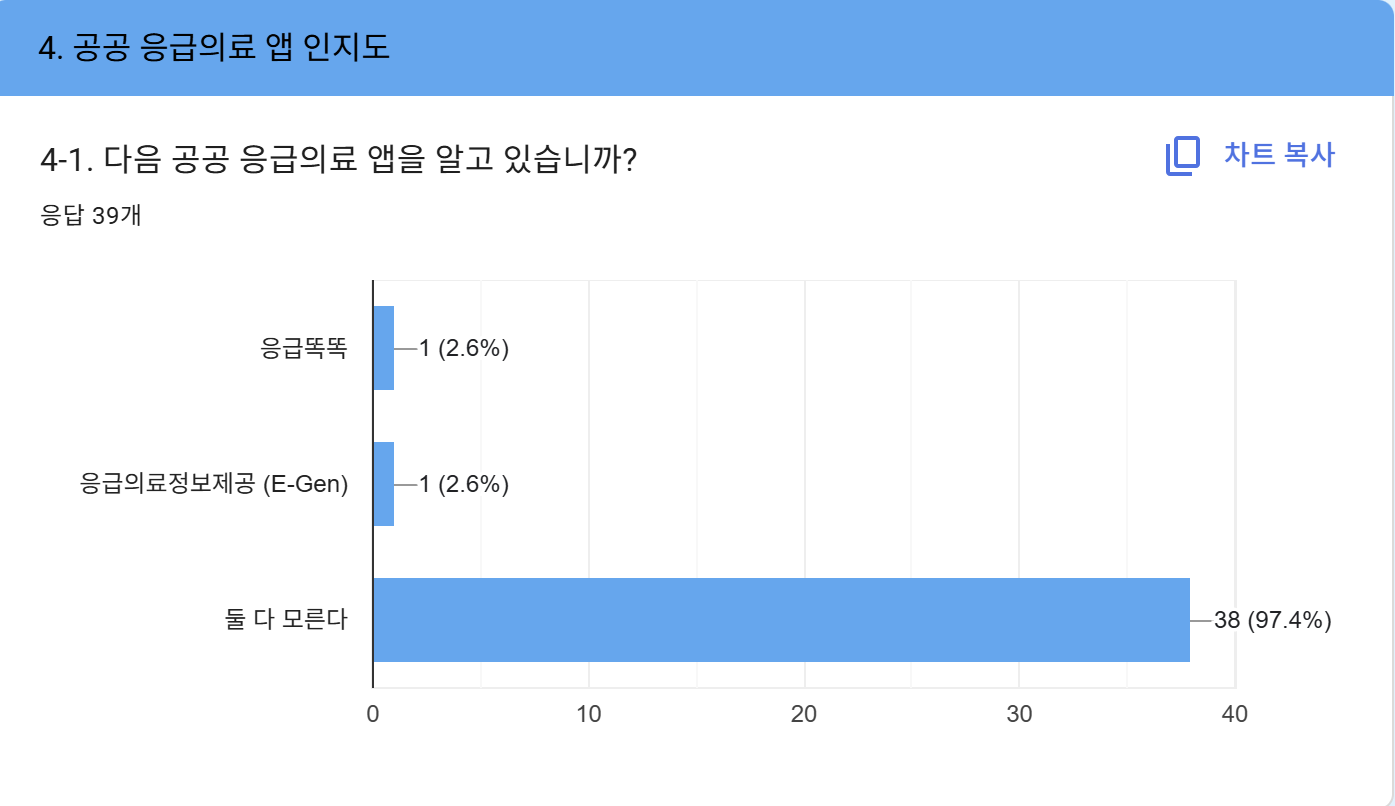 4. 공공 응급의료 앱 인지도
4-1. 다음 공공 응급의료 앱을 알고 있습니까?
차트 복사
응답 39개
응급똑똑
1 (2.6%)
응급의료정보제공 (E-Gen)
1 (2.6%)
둘 다 모른다
38 (97.4%)
0 10 20 30 40